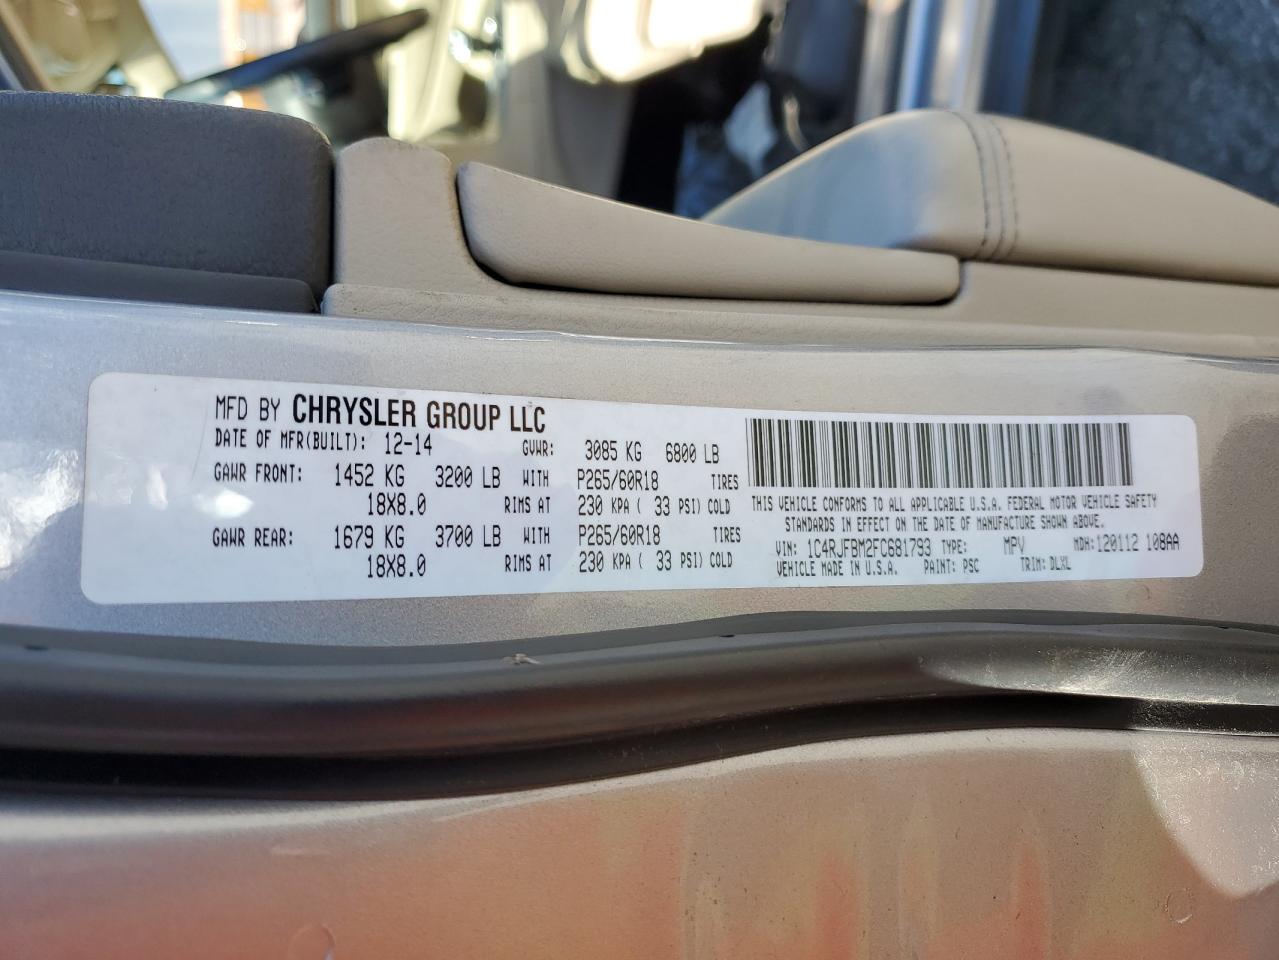 MFD BY CHRYSLER GROUP LLC
DATE OF MFR(BUILT): 12-14 GVWR: 3085 KG 6800 LB
GAWR FRONT: 1452 KG 3200 LB WITH P265/60R18 TIRES
18X8.0 RIMS AT 230 KPA ( 33 PSI) COLD
GAWR REAR: 1679 KG 3700 LB WITH P265/60R18 TIRES
18X8.0 RIMS AT 230 KPA ( 33 PSI) COLD
THIS VEHICLE CONFORMS TO ALL APPLICABLE U.S.A. FEDERAL MOTOR VEHICLE SAFETY
STANDARDS IN EFFECT ON THE DATE OF MANUFACTURE SHOWN ABOVE.
VIN: 1C4RJFBM2FC681793 TYPE: MPV MDH:120112 108AA
VEHICLE MADE IN U.S.A. PAINT: PSC TRIM: DLXL